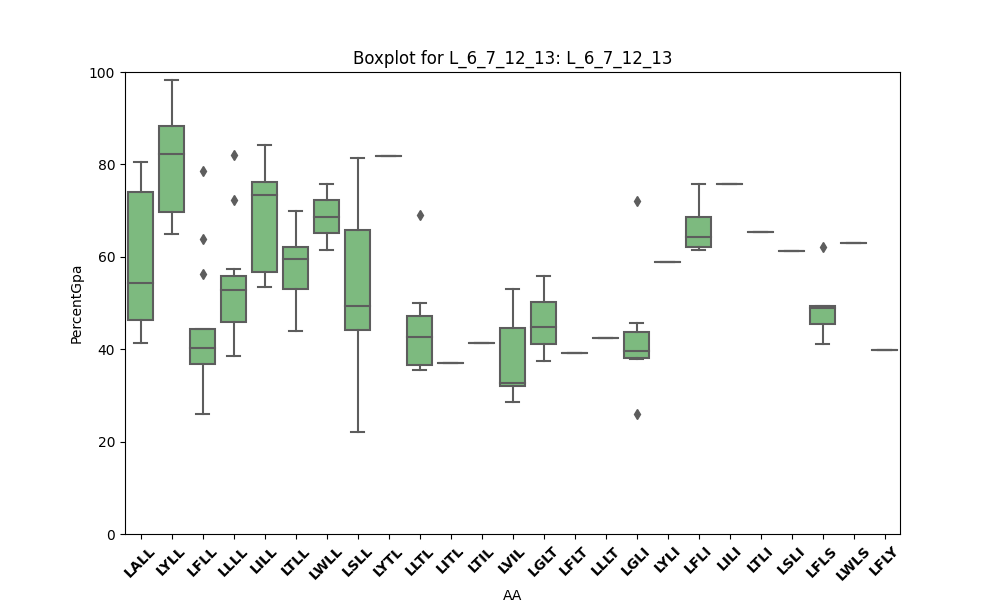 Boxplot for L_6_7_12_13: L_6_7_12_13
100
80
60
40
20
0
PercentGpa
LALL LYLL LFLL LLLL LILL LTLL LWLL LSLL LYTL LLTL LITL LTIL LVIL LGLT LFLT LLLT LGLI LYLI LFLI LILI LTLI LSLI LFLS LWLS LFLY
AA